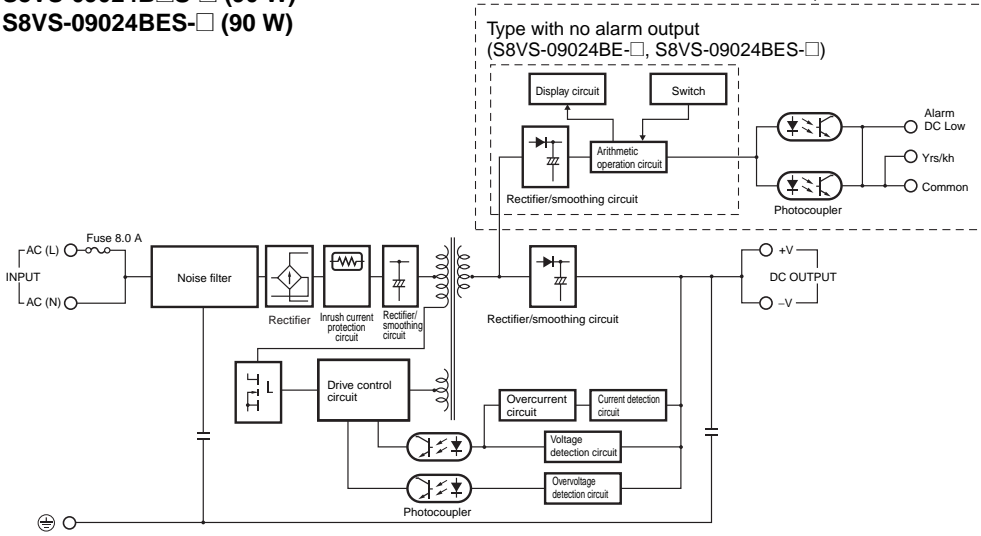 S8VS-09024BES-□ (90 W)
Type with no alarm output
(S8VS-09024BE-□, S8VS-09024BES-□)
Display circuit
Switch
Arithmetic
operation circuit
Rectifier/smoothing circuit
Photocoupler
Alarm
DC Low
Yrs/kh
Common
INPUT
AC (L)
AC (N)
Fuse 8.0 A
Noise filter
Rectifier
Inrush current
protection
circuit
Rectifier/
smoothing
circuit
Rectifier/smoothing circuit
+V
DC OUTPUT
−V
Drive control
circuit
Overcurrent
circuit
Current detection
circuit
Voltage
detection circuit
Overvoltage
detection circuit
Photocoupler